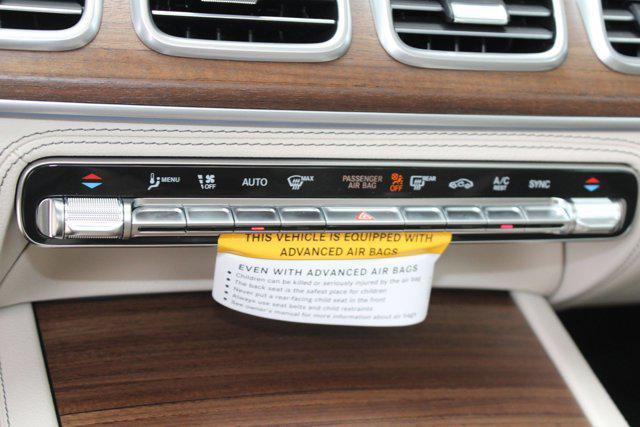 MENU
OFF
AUTO
MAX
PASSENGER
AIR BAG
OFF
REAR
A/C
REST
SYNC
THIS VEHICLE IS EQUIPPED WITH
ADVANCED AIR BAGS
EVEN WITH ADVANCED AIR BAGS
• Children can be killed or seriously injured by the air bag
• The back seat is the safest place for children
• Never put a rear-facing child seat in the front
• Always use seat belts and child restraints
• See owner's manual for more information about air bags